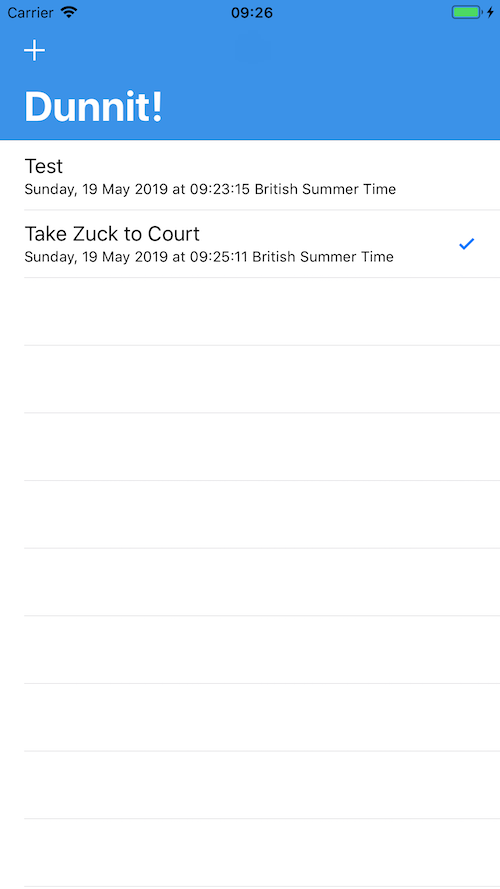 Carrier 09:26
Dunnit!
Test
Sunday, 19 May 2019 at 09:23:15 British Summer Time
Take Zuck to Court
Sunday, 19 May 2019 at 09:25:11 British Summer Time